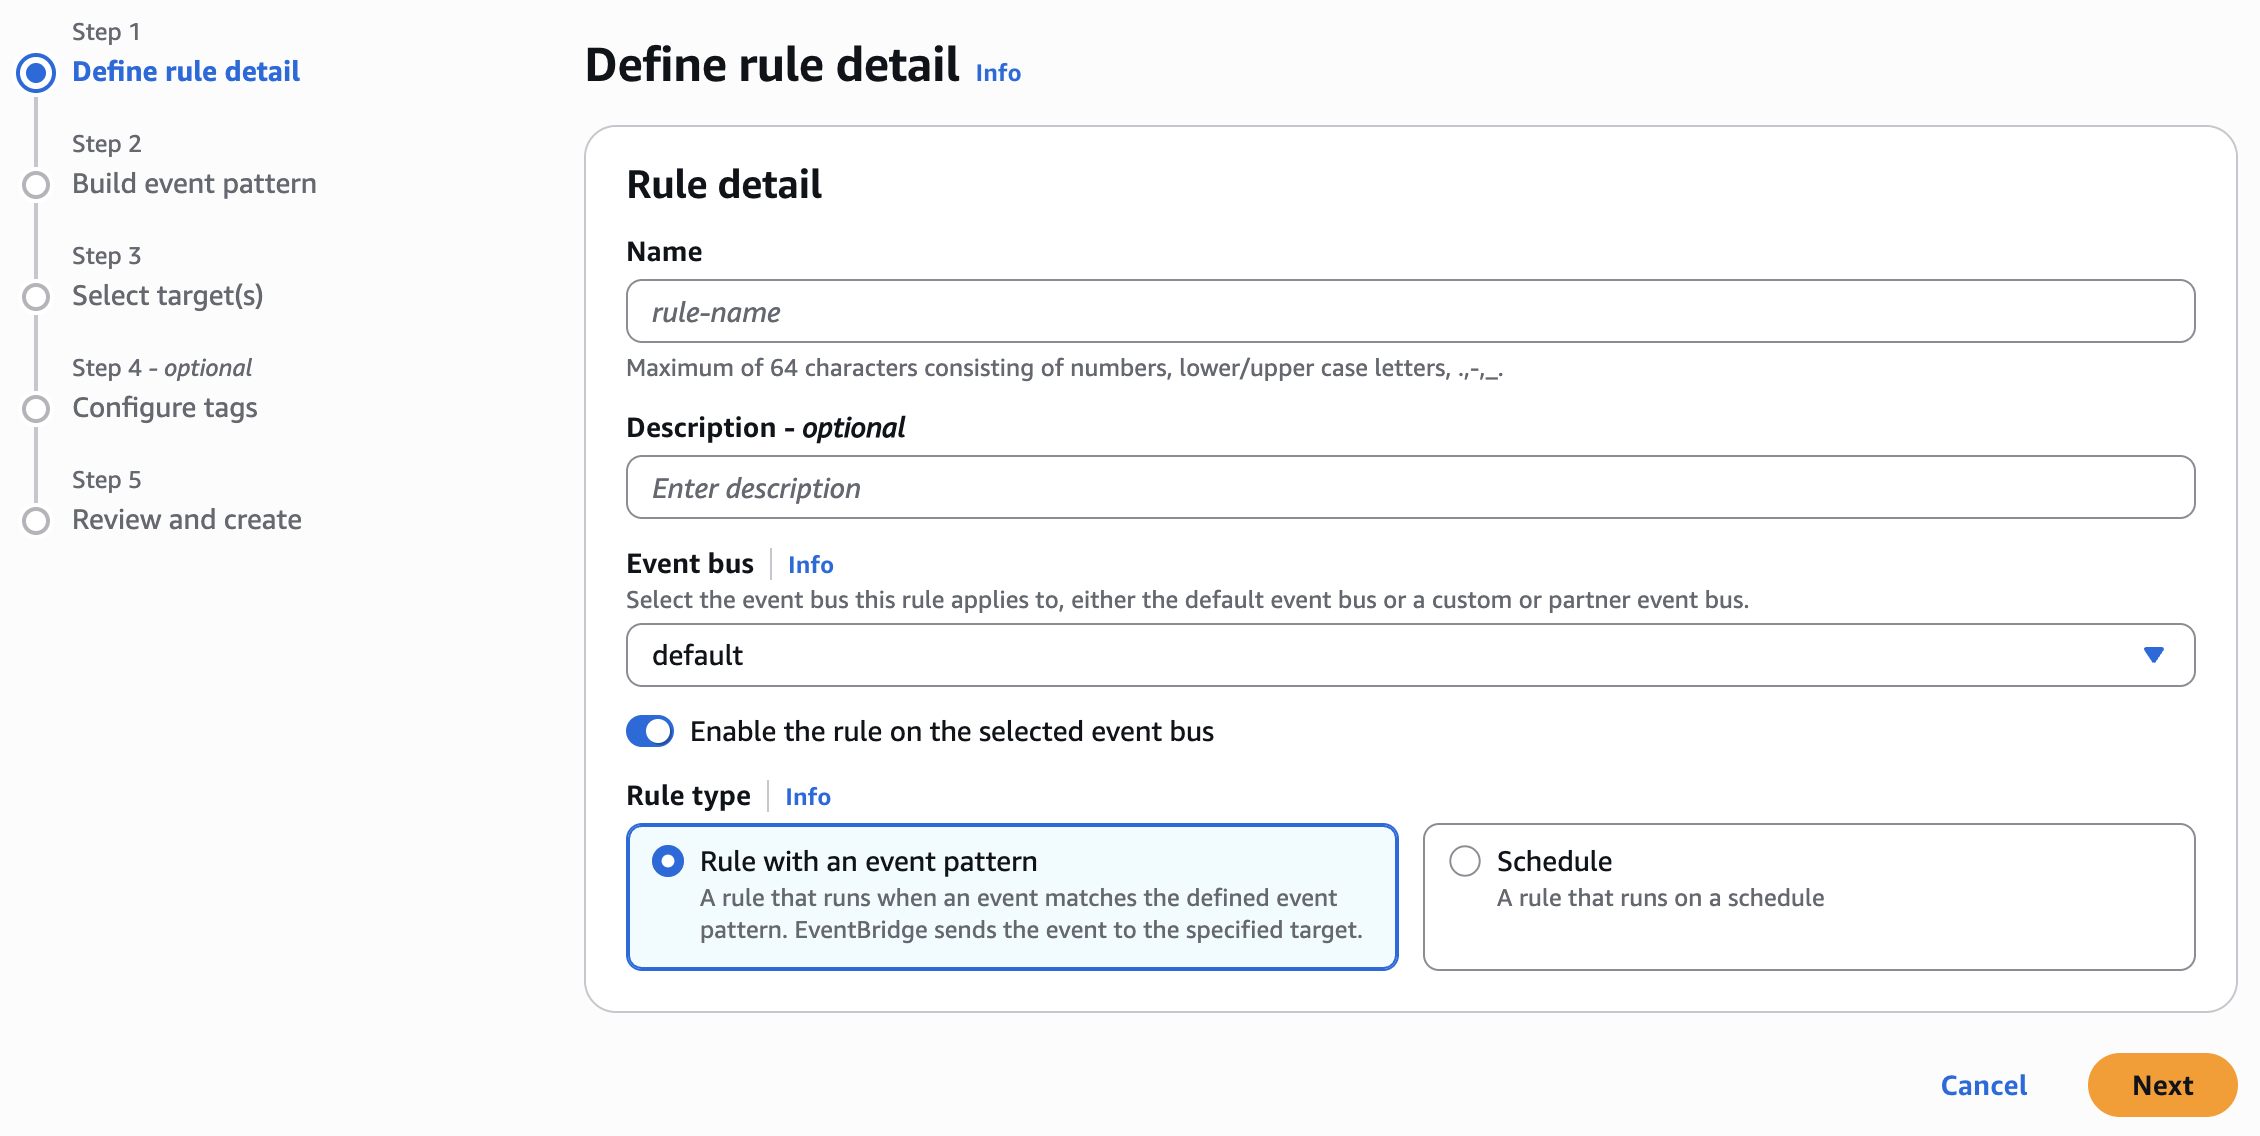 Step 1
Define rule detail
Step 2
Build event pattern
Step 3
Select target(s)
Step 4 - optional
Configure tags
Step 5
Review and create
Define rule detail Info
Rule detail
Name
rule-name
Maximum of 64 characters consisting of numbers, lower/upper case letters, .,-,_.
Description - optional
Enter description
Event bus Info
Select the event bus this rule applies to, either the default event bus or a custom or partner event bus.
default
Enable the rule on the selected event bus
Rule type Info
Rule with an event pattern
A rule that runs when an event matches the defined event
pattern. EventBridge sends the event to the specified target.
Schedule
A rule that runs on a schedule
Cancel
Next